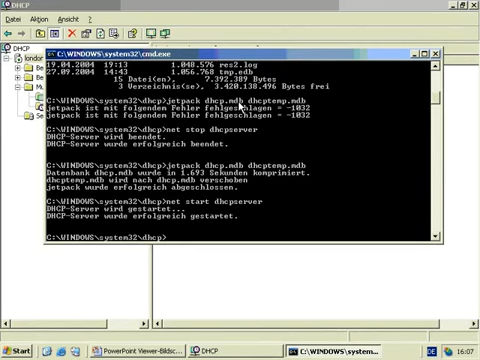 DHCP
Datei Aktion Ansicht ?
DHCP
london
C:\WINDOWS\system32\cmd.exe
19.04.2004 19:13 1.048.576 res2.log
27.09.2004 14:43 1.056.768 tmp.edb
15 Datei(en), 7.392.389 Bytes
3 Verzeichnis(se), 3.420.138.496 Bytes frei
C:\WINDOWS\system32\dhcp>jetpack dhcp.mdb dhcptemp.mdb
jetpack ist mit folgendem Fehler fehlgeschlagen = -1032
jetpack ist mit folgendem Fehler fehlgeschlagen = -1032
C:\WINDOWS\system32\dhcp>net stop dhcpserver
DHCP-Server wird beendet.
DHCP-Server wurde erfolgreich beendet.
C:\WINDOWS\system32\dhcp>jetpack dhcp.mdb dhcptemp.mdb
Datenbank dhcp.mdb wurde in 1.693 Sekunden komprimiert.
dhcptemp.mdb wird nach dhcp.mdb verschoben
jetpack wurde erfolgreich abgeschlossen.
C:\WINDOWS\system32\dhcp>net start dhcpserver
DHCP-Server wird gestartet...
DHCP-Server wurde erfolgreich gestartet.
C:\WINDOWS\system32\dhcp>
Start
PowerPoint Viewer-Bildsc...
DHCP
C:\WINDOWS\system...
DE
16:07